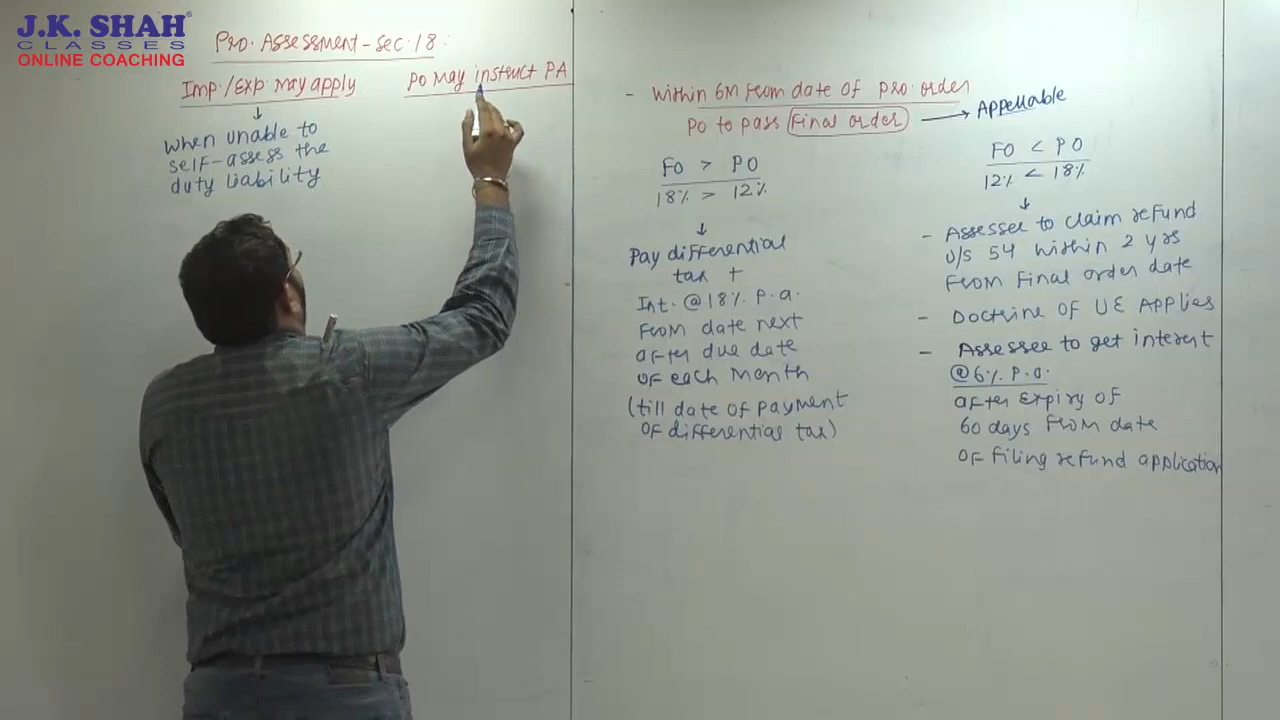 J.K. SHAH®
CLASSES
ONLINE COACHING
Pro. Assessment - Sec. 18 :
Imp./Exp. May apply
↓
When unable to
self-assess the
duty liability
PO May instruct PA
- Within 6M from date of Pro. order
PO to pass Final order → Appellable
FO > PO
18% > 12%
↓
Pay differential
tax +
Int. @ 18% P.a.
From date next
after due date
of each Month
(till date of payment
of differential tax)
FO < PO
12% < 18%
↓
- Assessee to claim refund
U/s 54 within 2 yrs
From Final order date
- Doctrine of UE Applies
- Assessee to get interest
@6% P.a.
after expiry of
60 days From date
of Filing refund application